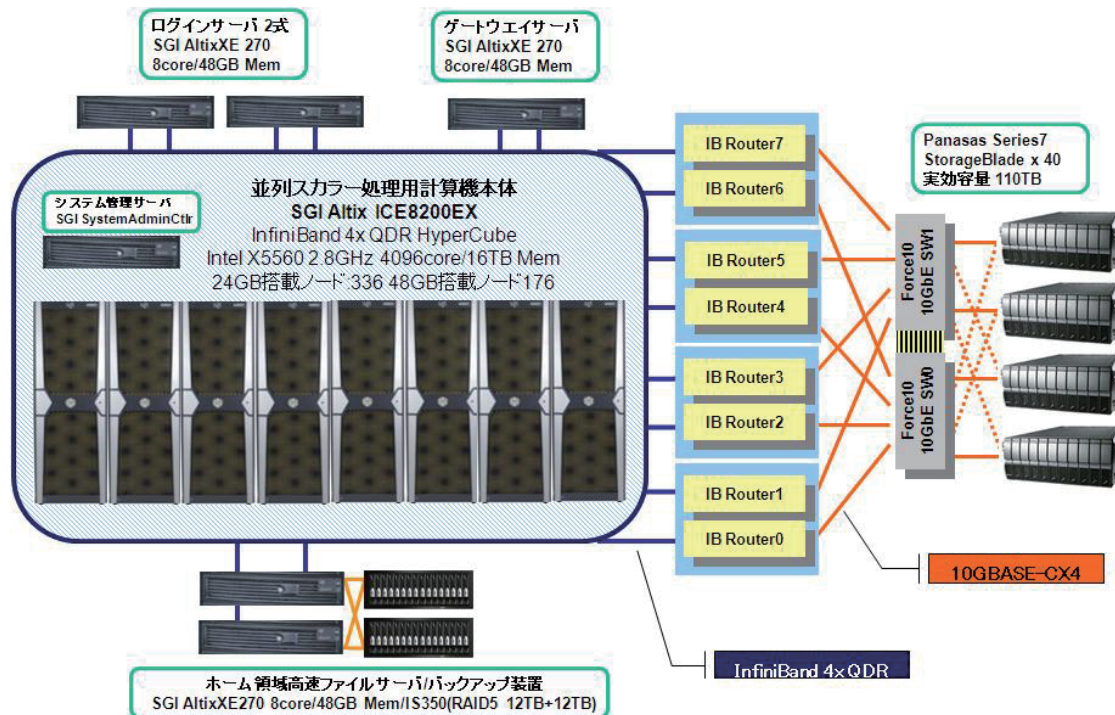 ログインサーバ 2式
SGI AltixXE 270
8core/48GB Mem
ゲートウエイサーバ
SGI AltixXE 270
8core/48GB Mem
システム管理サーバ
SGI SystemAdminCtlr
並列スカラー処理用計算機本体
SGI Altix ICE8200EX
InfiniBand 4x QDR HyperCube
Intel X5560 2.8GHz 4096core/16TB Mem
24GB搭載ノード:336 48GB搭載ノード176
IB Router7
IB Router6
IB Router5
IB Router4
IB Router3
IB Router2
IB Router1
IB Router0
Force10
10GbE SW1
Force10
10GbE SW0
Panasas Series7
StorageBlade x 40
実効容量 110TB
10GBASE-CX4
InfiniBand 4x QDR
ホーム領域高速ファイルサーバ/バックアップ装置
SGI AltixXE270 8core/48GB Mem/IS350(RAID5 12TB+12TB)